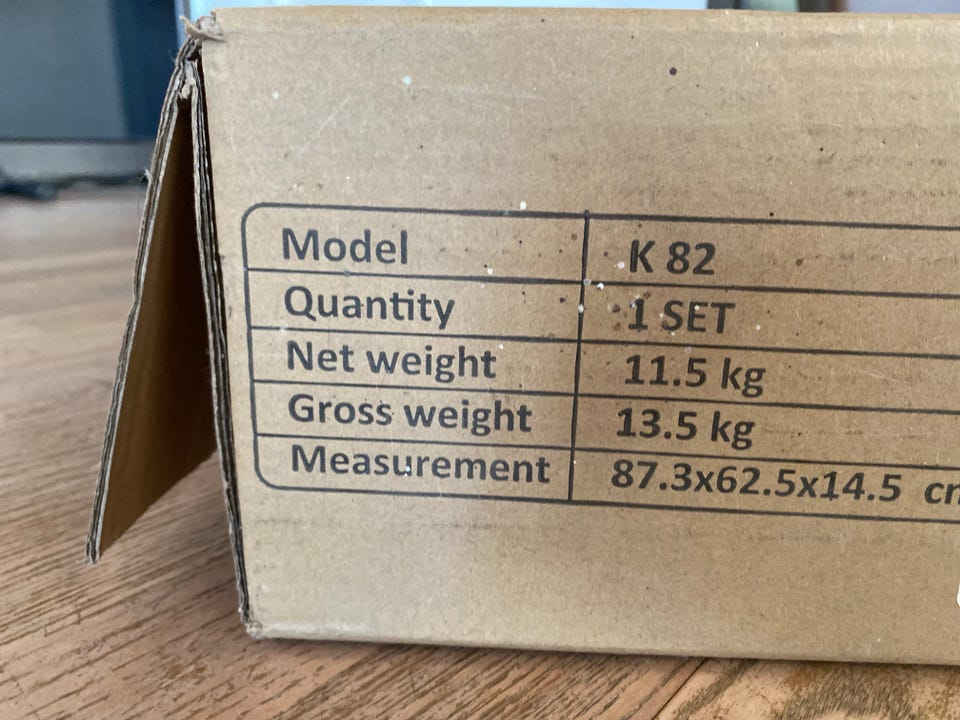 Model K 82
Quantity 1 SET
Net weight 11.5 kg
Gross weight 13.5 kg
Measurement 87.3x62.5x14.5